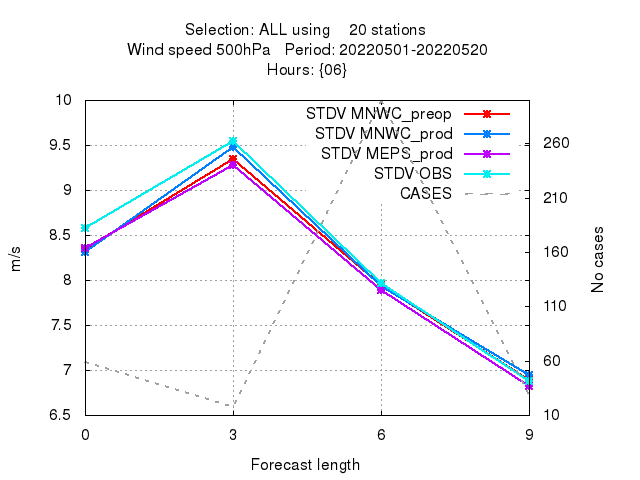 Selection: ALL using 20 stations
Wind speed 500hPa Period: 20220501-20220520
Hours: {06}
STDV MNWC_preop
STDV MNWC_prod
STDV MEPS_prod
STDV OBS
CASES
10
9.5
9
8.5
8
7.5
7
6.5
260
210
160
110
60
10
m/s
No cases
0 3 6 9
Forecast length